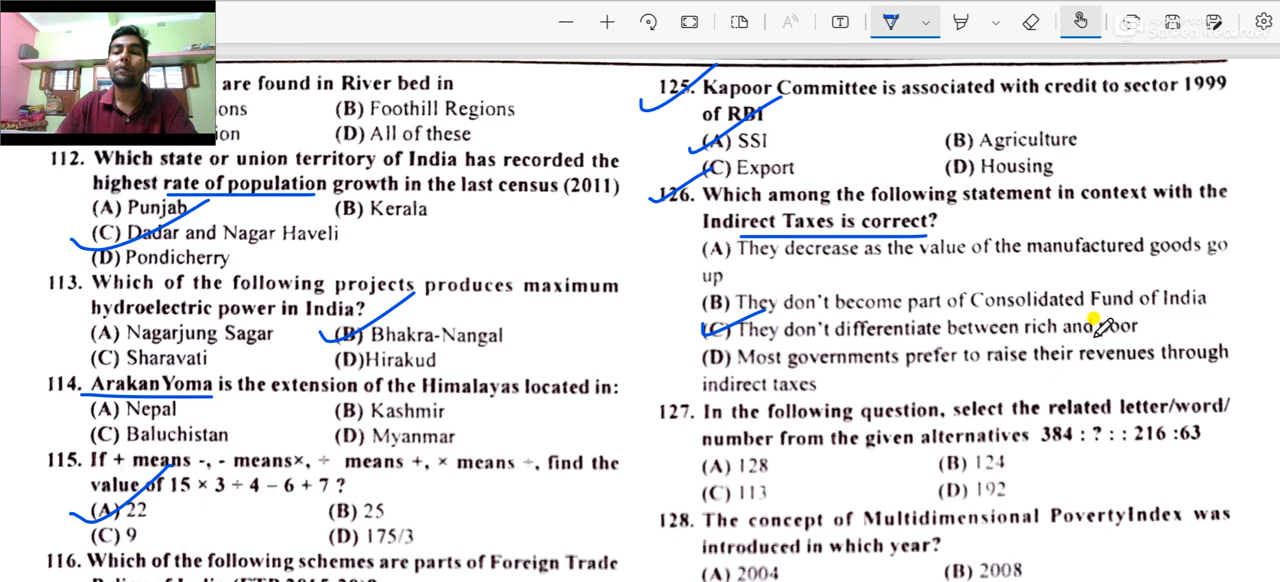 are found in River bed in
ons (B) Foothill Regions
ion (D) All of these
112. Which state or union territory of India has recorded the
highest rate of population growth in the last census (2011)
(A) Punjab (B) Kerala
(C) Dadar and Nagar Haveli
(D) Pondicherry
113. Which of the following projects produces maximum
hydroelectric power in India?
(A) Nagarjung Sagar (B) Bhakra-Nangal
(C) Sharavati (D)Hirakud
114. Arakan Yoma is the extension of the Himalayas located in:
(A) Nepal (B) Kashmir
(C) Baluchistan (D) Myanmar
115. If + means -, - means×, ÷ means +, × means ÷, find the
value of 15 × 3 ÷ 4 – 6 + 7 ?
(A) 22 (B) 25
(C) 9 (D) 175/3
116. Which of the following schemes are parts of Foreign Trade
125. Kapoor Committee is associated with credit to sector 1999
of RBI
(A) SSI (B) Agriculture
(C) Export (D) Housing
126. Which among the following statement in context with the
Indirect Taxes is correct?
(A) They decrease as the value of the manufactured goods go
up
(B) They don't become part of Consolidated Fund of India
(C) They don't differentiate between rich and poor
(D) Most governments prefer to raise their revenues through
indirect taxes
127. In the following question, select the related letter/word/
number from the given alternatives 384 : ? : : 216 :63
(A) 128 (B) 124
(C) 113 (D) 192
128. The concept of Multidimensional PovertyIndex was
introduced in which year?
(A) 2004 (B) 2008
Screen Recorder